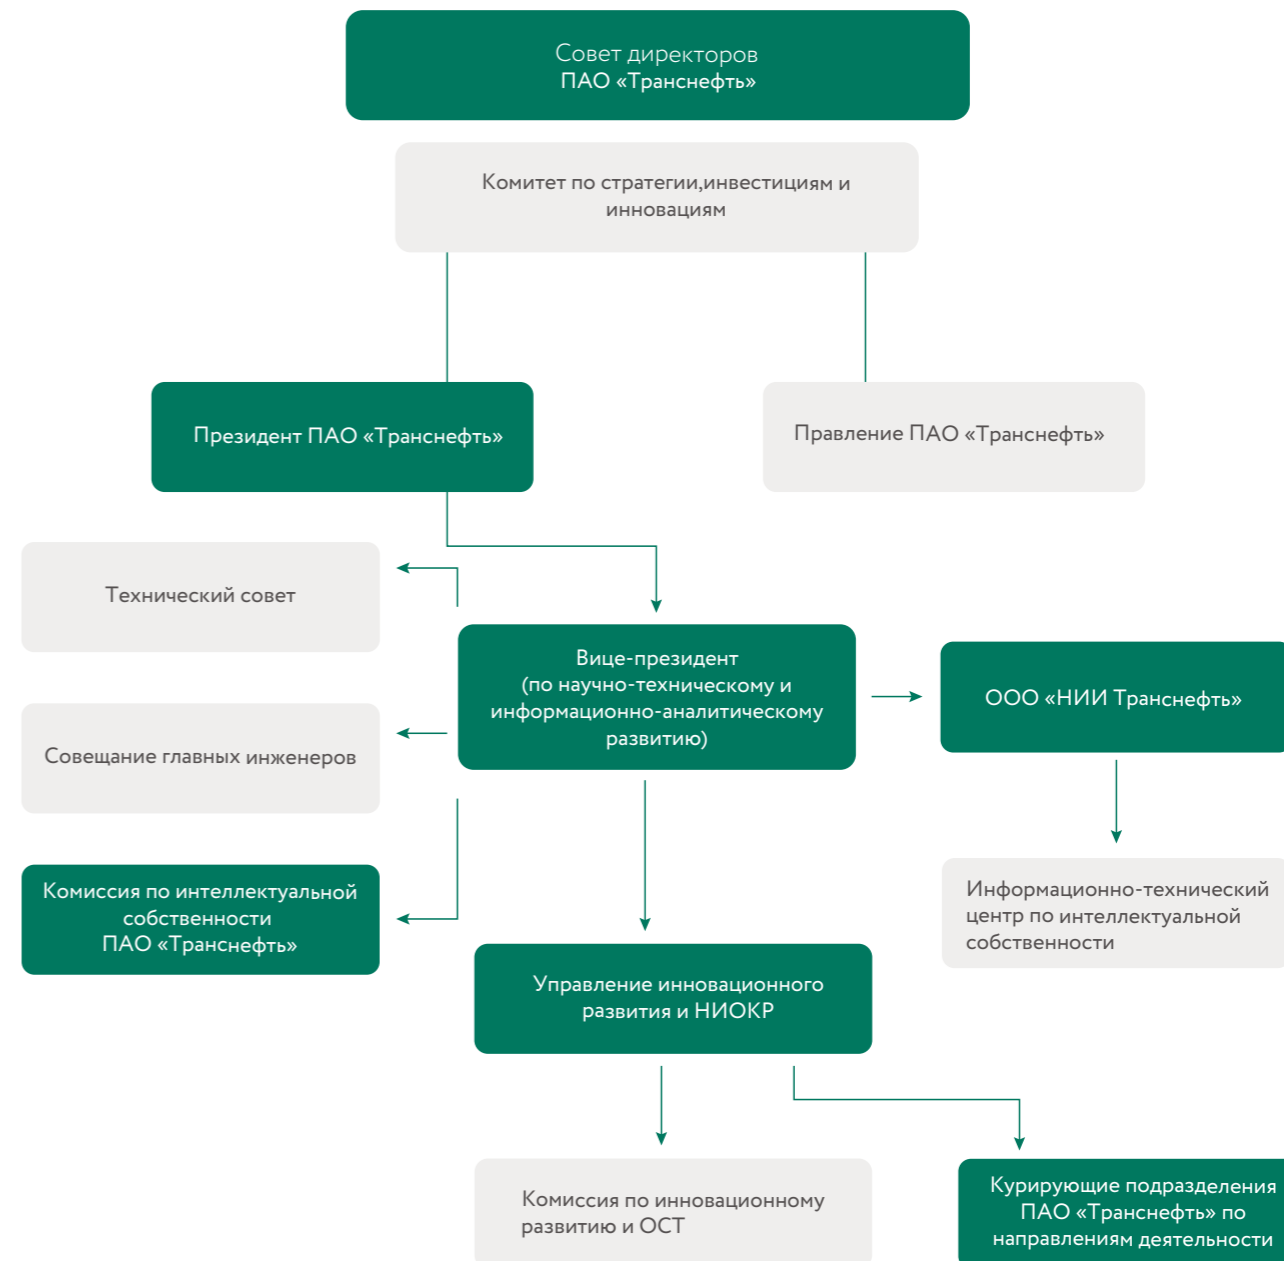 Совет директоров
ПАО «Транснефть»
Комитет по стратегии,инвестициям и
инновациям
Президент ПАО «Транснефть»
Правление ПАО «Транснефть»
Технический совет
Вице-президент
(по научно-техническому и
информационно-аналитическому
развитию)
ООО «НИИ Транснефть»
Совещание главных инженеров
Комиссия по интеллектуальной
собственности
ПАО «Транснефть»
Информационно-технический
центр по интеллектуальной
собственности
Управление инновационного
развития и НИОКР
Комиссия по инновационному
развитию и ОСТ
Курирующие подразделения
ПАО «Транснефть» по
направлениям деятельности